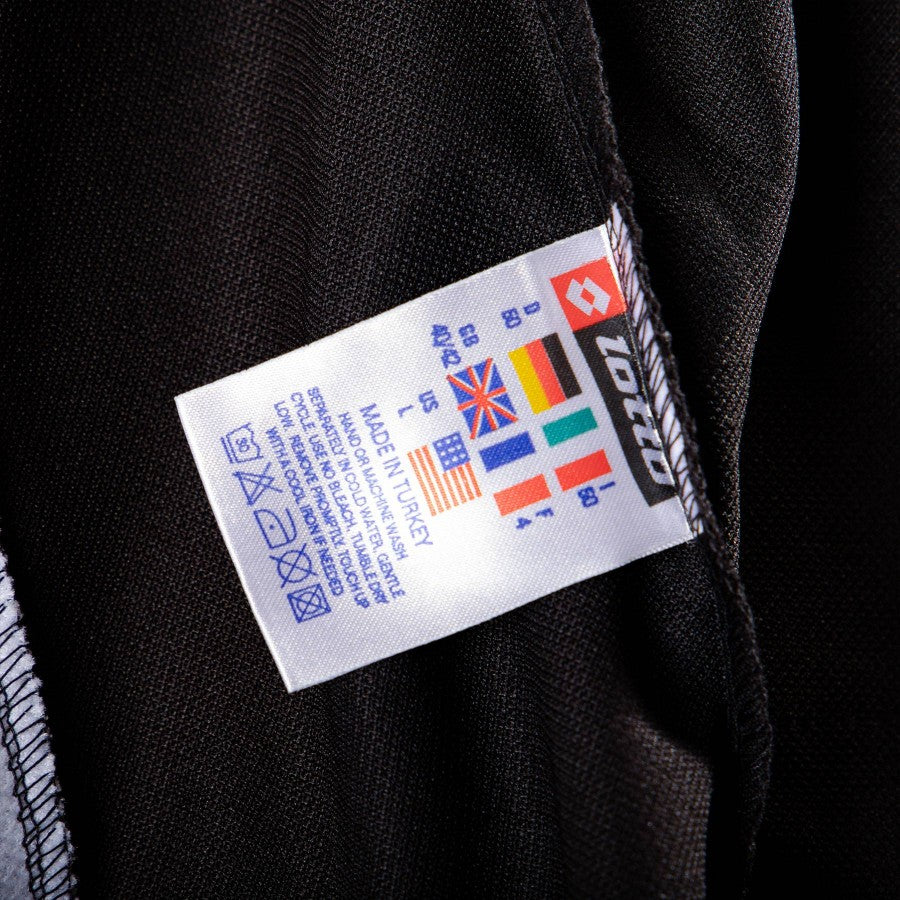 lotto
D
50
I
50
GB
40/42
F
4
US
L
MADE IN TURKEY
HAND OR MACHINE WASH
SEPARATELY IN COLD WATER, GENTLE
CYCLE. USE NO BLEACH, TUMBLE DRY
LOW. REMOVE PROMPTLY. TOUCH UP
WITH A COOL IRON IF NEEDED
30